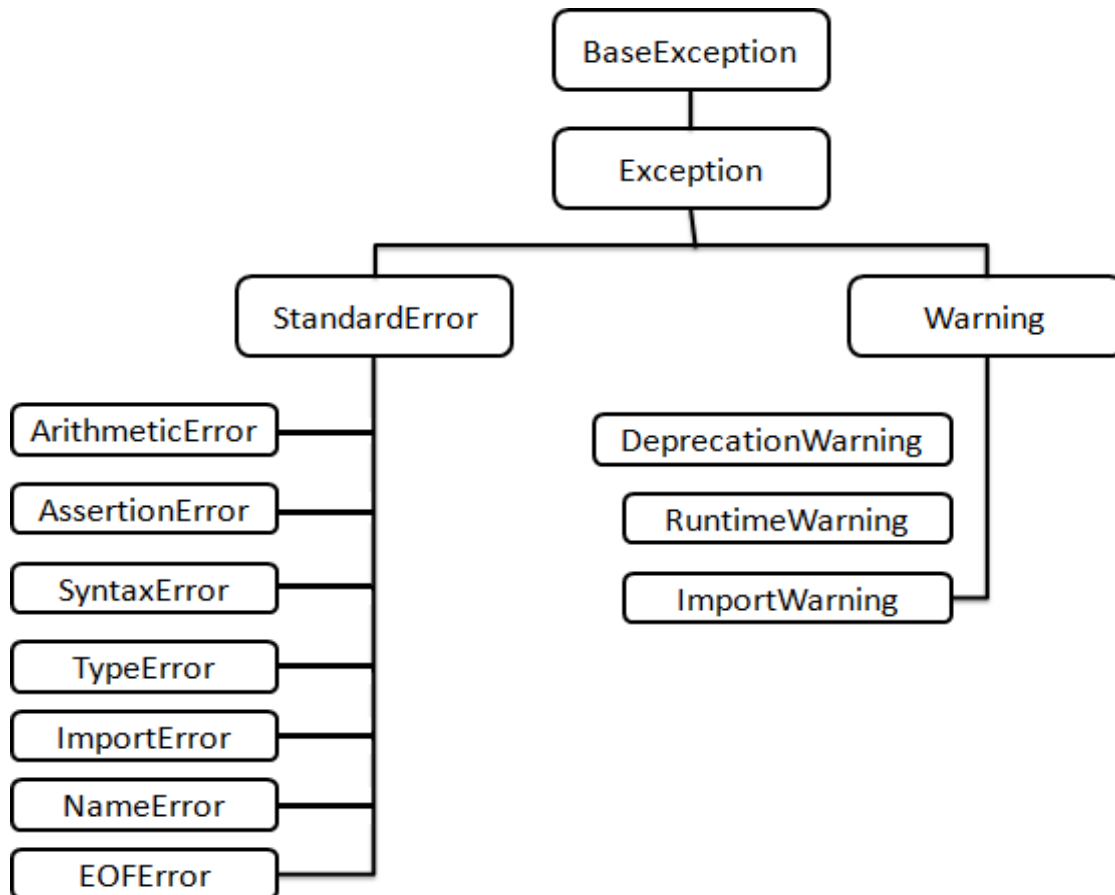 BaseException
Exception
StandardError
Warning
ArithmeticError
AssertionError
SyntaxError
TypeError
ImportError
NameError
EOFError
DeprecationWarning
RuntimeWarning
ImportWarning